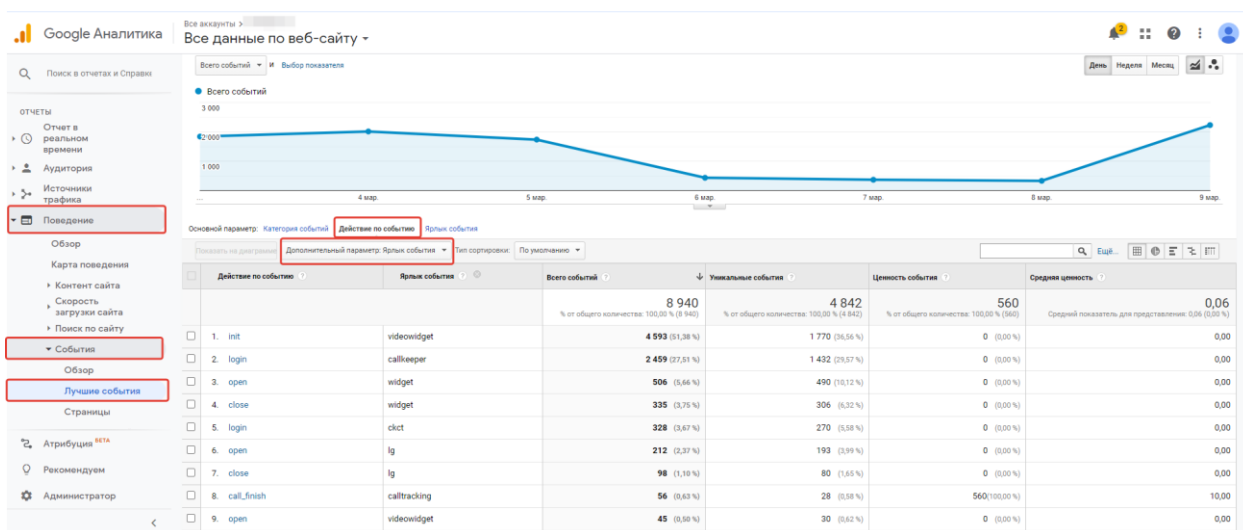 Google Аналитика
Все аккаунты >
Все данные по веб-сайту
2
Поиск в отчетах и Справке
ОТЧЕТЫ
Отчет в
реальном
времени
Аудитория
Источники
трафика
Поведение
Обзор
Карта поведения
Контент сайта
Скорость
загрузки сайта
Поиск по сайту
События
Обзор
Лучшие события
Страницы
Атрибуция BETA
Рекомендуем
Администратор
Всего событий И Выбор показателя
День Неделя Месяц
Всего событий
3 000
2 000
1 000
... 4 мар. 5 мар. 6 мар. 7 мар. 8 мар. 9 мар.
Основной параметр: Категория событий Действие по событию Ярлык события
Показать на диаграмме Дополнительный параметр: Ярлык события Тип сортировки: По умолчанию Ещё...
Действие по событию Ярлык события Всего событий Уникальные события Ценность события Средняя ценность
8 940 4 842 560 0,06
% от общего количества: 100,00 % (8 940) % от общего количества: 100,00 % (4 842) % от общего количества: 100,00 % (560) Средний показатель для представления: 0,06 (0,00 %)
1. init videowidget 4 593 (51,38 %) 1 770 (36,56 %) 0 (0,00 %) 0,00
2. login callkeeper 2 459 (27,51 %) 1 432 (29,57 %) 0 (0,00 %) 0,00
3. open widget 506 (5,66 %) 490 (10,12 %) 0 (0,00 %) 0,00
4. close widget 335 (3,75 %) 306 (6,32 %) 0 (0,00 %) 0,00
5. login ckct 328 (3,67 %) 270 (5,58 %) 0 (0,00 %) 0,00
6. open lg 212 (2,37 %) 193 (3,99 %) 0 (0,00 %) 0,00
7. close lg 98 (1,10 %) 80 (1,65 %) 0 (0,00 %) 0,00
8. call_finish calltracking 56 (0,63 %) 28 (0,58 %) 560(100,00 %) 10,00
9. open videowidget 45 (0,50 %) 30 (0,62 %) 0 (0,00 %) 0,00